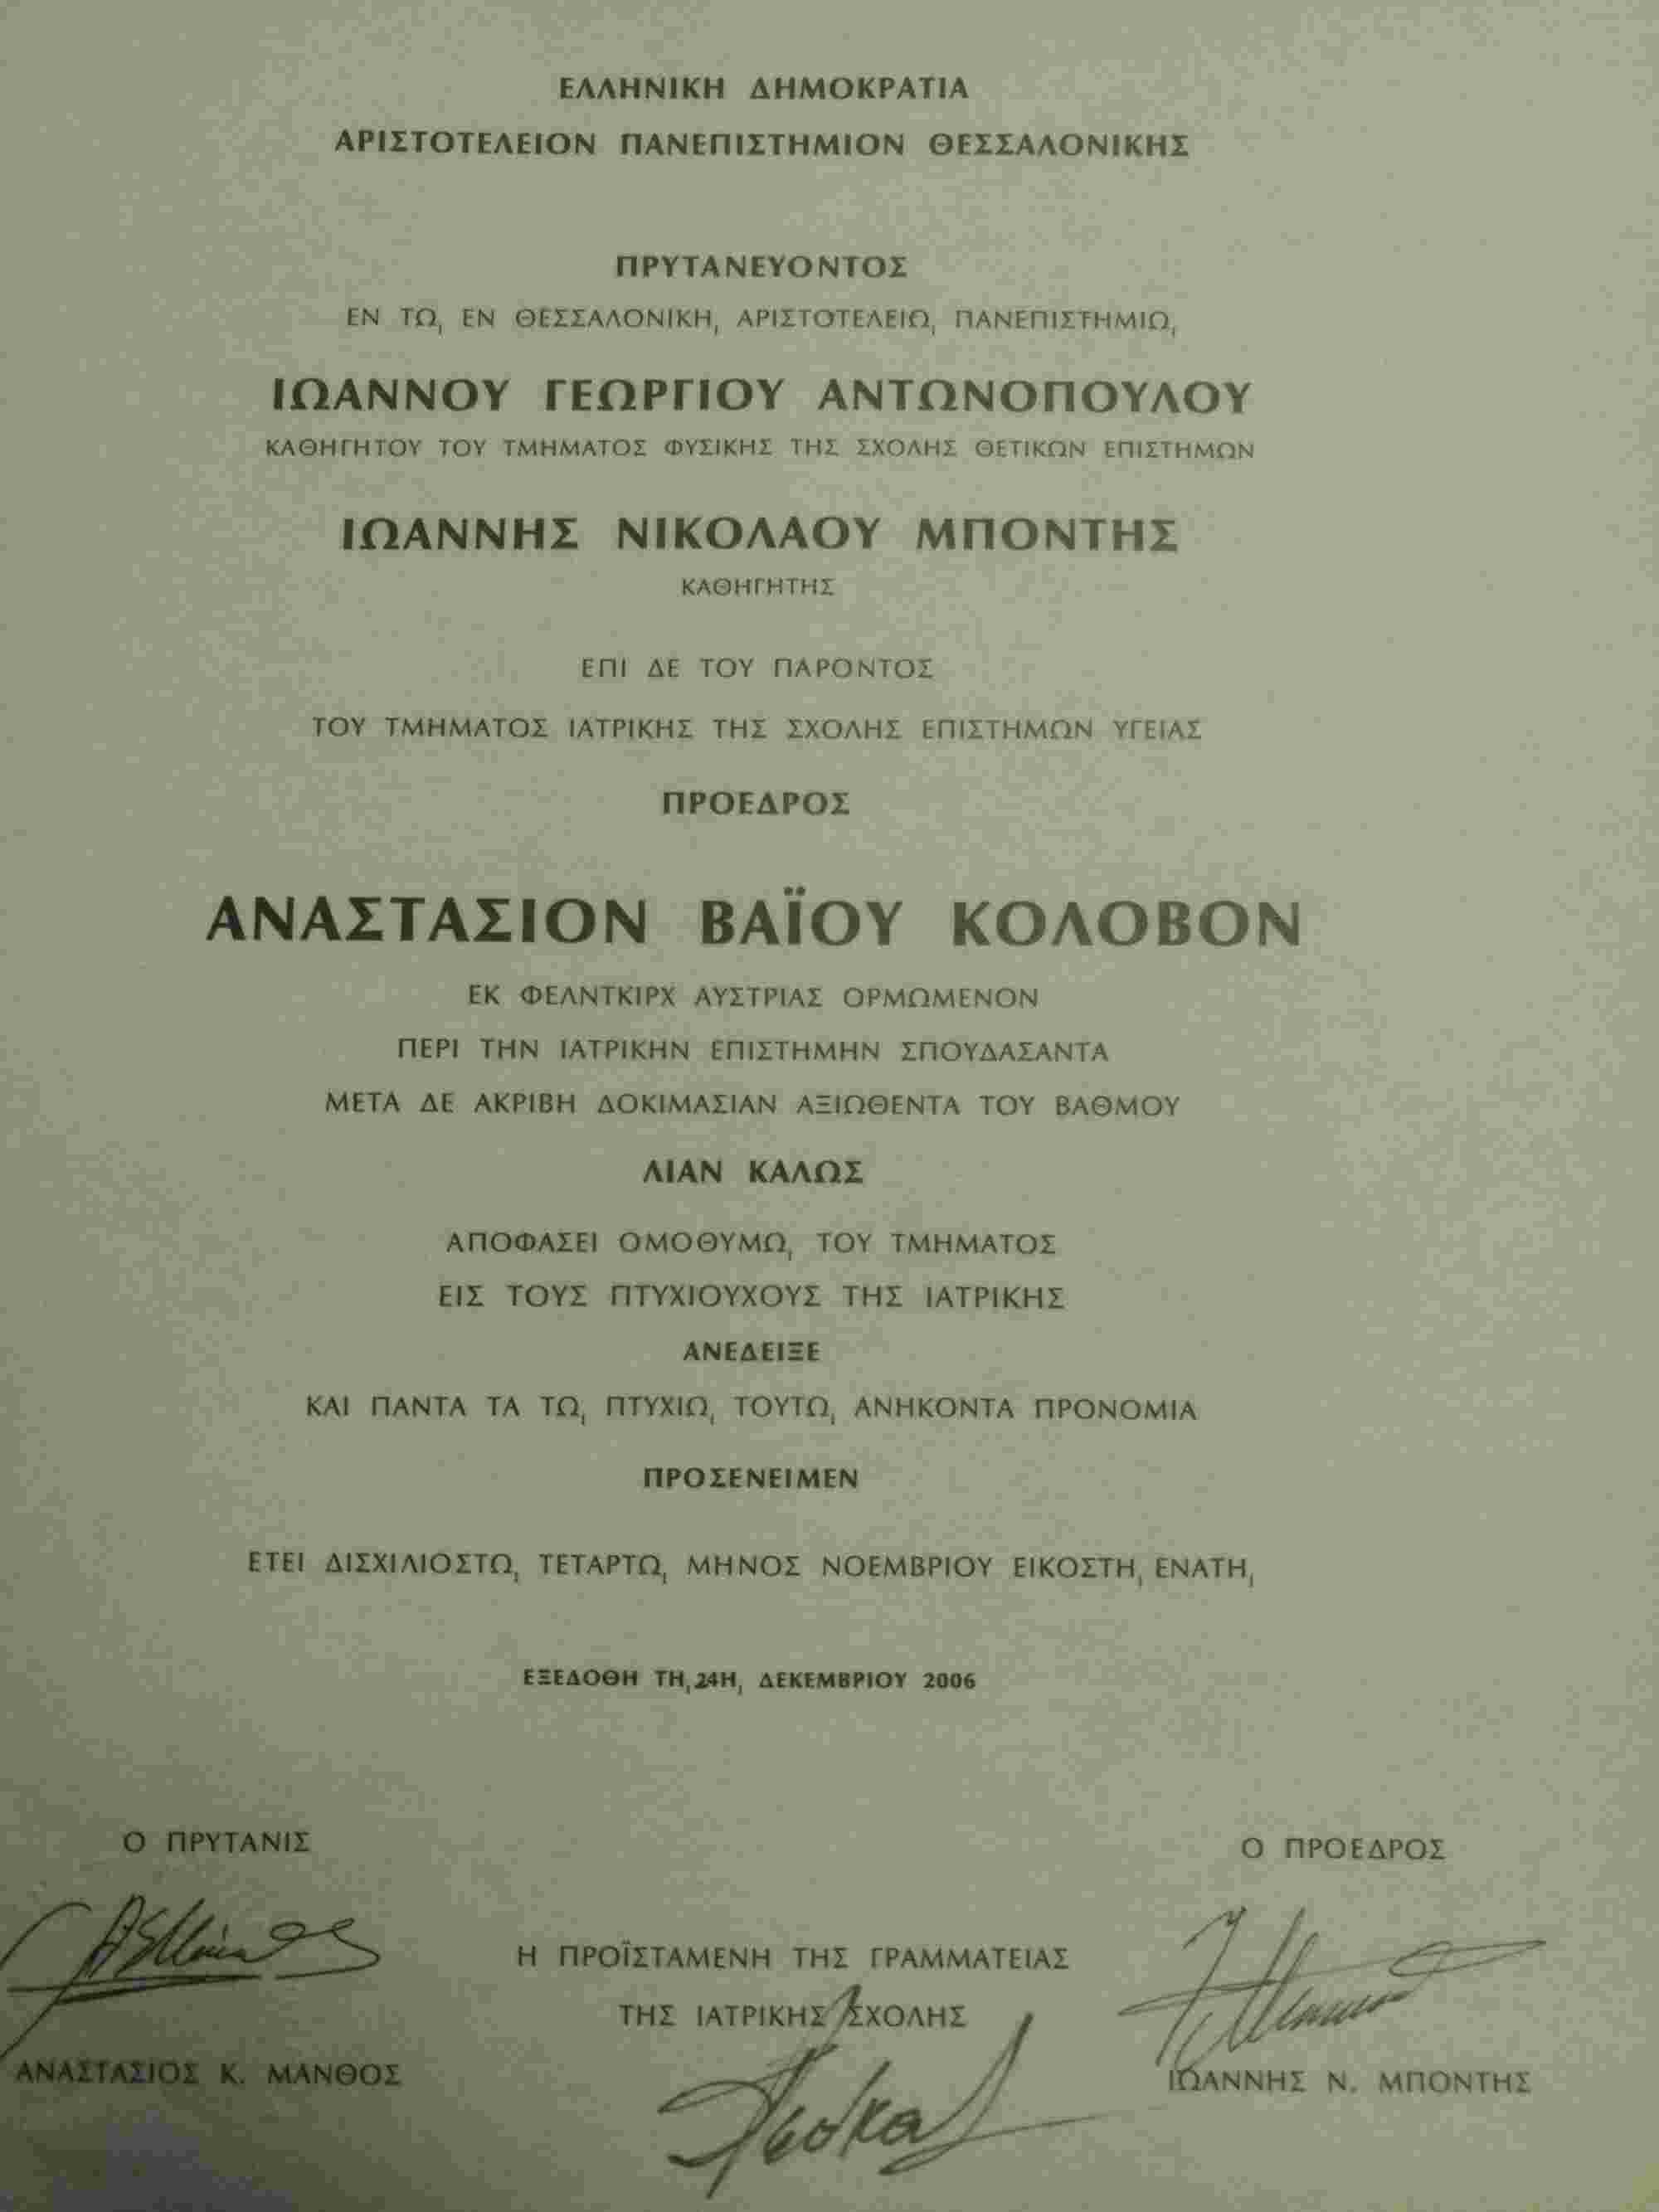 ΕΛΛΗΝΙΚΗ ΔΗΜΟΚΡΑΤΙΑ
ΑΡΙΣΤΟΤΕΛΕΙΟΝ ΠΑΝΕΠΙΣΤΗΜΙΟΝ ΘΕΣΣΑΛΟΝΙΚΗΣ
ΠΡΥΤΑΝΕΥΟΝΤΟΣ
ΕΝ ΤΩͺ ΕΝ ΘΕΣΣΑΛΟΝΙΚΗͺ ΑΡΙΣΤΟΤΕΛΕΙΩͺ ΠΑΝΕΠΙΣΤΗΜΙΩͺ
ΙΩΑΝΝΟΥ ΓΕΩΡΓΙΟΥ ΑΝΤΩΝΟΠΟΥΛΟΥ
ΚΑΘΗΓΗΤΟΥ ΤΟΥ ΤΜΗΜΑΤΟΣ ΦΥΣΙΚΗΣ ΤΗΣ ΣΧΟΛΗΣ ΘΕΤΙΚΩΝ ΕΠΙΣΤΗΜΩΝ
ΙΩΑΝΝΗΣ ΝΙΚΟΛΑΟΥ ΜΠΟΝΤΗΣ
ΚΑΘΗΓΗΤΗΣ
ΕΠΙ ΔΕ ΤΟΥ ΠΑΡΟΝΤΟΣ
ΤΟΥ ΤΜΗΜΑΤΟΣ ΙΑΤΡΙΚΗΣ ΤΗΣ ΣΧΟΛΗΣ ΕΠΙΣΤΗΜΩΝ ΥΓΕΙΑΣ
ΠΡΟΕΔΡΟΣ
ΑΝΑΣΤΑΣΙΟΝ ΒΑΪΟΥ ΚΟΛΟΒΟΝ
ΕΚ ΦΕΛΝΤΚΙΡΧ ΑΥΣΤΡΙΑΣ ΟΡΜΩΜΕΝΟΝ
ΠΕΡΙ ΤΗΝ ΙΑΤΡΙΚΗΝ ΕΠΙΣΤΗΜΗΝ ΣΠΟΥΔΑΣΑΝΤΑ
ΜΕΤΑ ΔΕ ΑΚΡΙΒΗ ΔΟΚΙΜΑΣΙΑΝ ΑΞΙΩΘΕΝΤΑ ΤΟΥ ΒΑΘΜΟΥ
ΛΙΑΝ ΚΑΛΩΣ
ΑΠΟΦΑΣΕΙ ΟΜΟΘΥΜΩͺ ΤΟΥ ΤΜΗΜΑΤΟΣ
ΕΙΣ ΤΟΥΣ ΠΤΥΧΙΟΥΧΟΥΣ ΤΗΣ ΙΑΤΡΙΚΗΣ
ΑΝΕΔΕΙΞΕ
ΚΑΙ ΠΑΝΤΑ ΤΑ ΤΩͺ ΠΤΥΧΙΩͺ ΤΟΥΤΩͺ ΑΝΗΚΟΝΤΑ ΠΡΟΝΟΜΙΑ
ΠΡΟΣΕΝΕΙΜΕΝ
ΕΤΕΙ ΔΙΣΧΙΛΙΟΣΤΩͺ ΤΕΤΑΡΤΩͺ ΜΗΝΟΣ ΝΟΕΜΒΡΙΟΥ ΕΙΚΟΣΤΗͺ ΕΝΑΤΗͺ
ΕΞΕΔΟΘΗ ΤΗͺ 24Ηͺ ΔΕΚΕΜΒΡΙΟΥ 2006
Ο ΠΡΥΤΑΝΙΣ
Ο ΠΡΟΕΔΡΟΣ
Η ΠΡΟΪΣΤΑΜΕΝΗ ΤΗΣ ΓΡΑΜΜΑΤΕΙΑΣ
ΤΗΣ ΙΑΤΡΙΚΗΣ ΣΧΟΛΗΣ
ΑΝΑΣΤΑΣΙΟΣ Κ. ΜΑΝΘΟΣ
ΙΩΑΝΝΗΣ Ν. ΜΠΟΝΤΗΣ